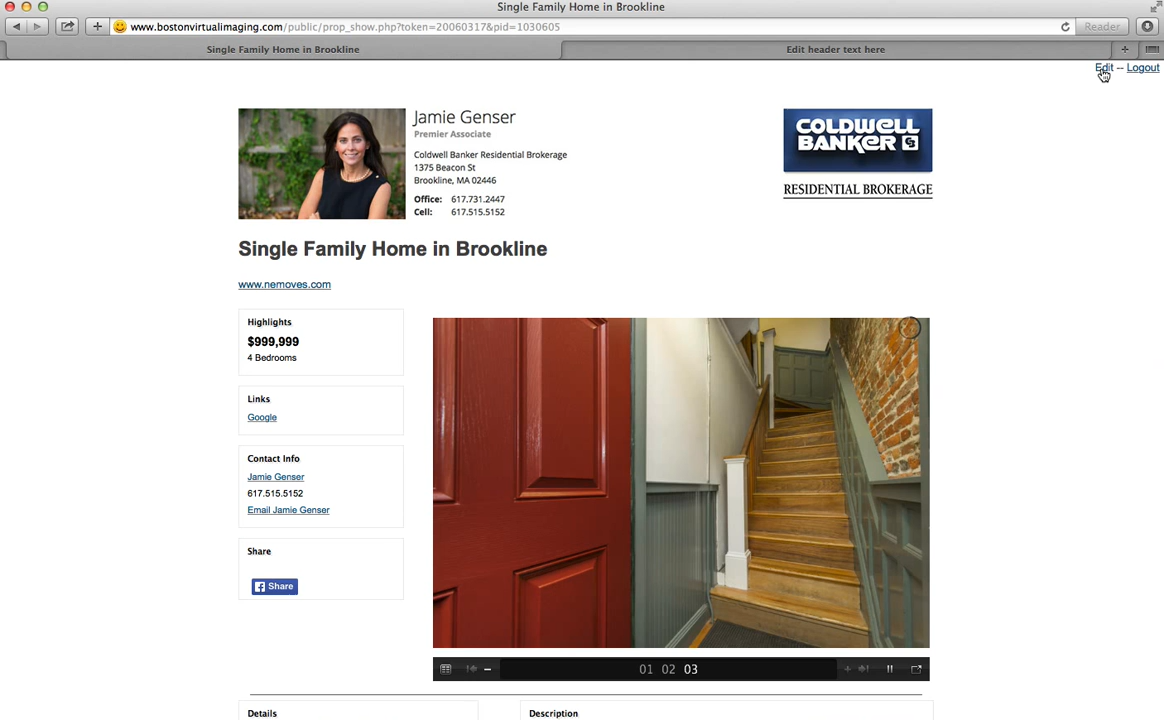 Single Family Home in Brookline
www.bostonvirtualimaging.com/public/prop_show.php?token=20060317&pid=1030605
Reader
Single Family Home in Brookline
Edit header text here
Edit -- Logout
Jamie Genser
Premier Associate
Coldwell Banker Residential Brokerage
1375 Beacon St
Brookline, MA 02446
Office: 617.731.2447
Cell: 617.515.5152
COLDWELL
BANKER
RESIDENTIAL BROKERAGE
Single Family Home in Brookline
www.nemoves.com
Highlights
$999,999
4 Bedrooms
Links
Google
Contact Info
Jamie Genser
617.515.5152
Email Jamie Genser
Share
Share
01 02 03
Details
Description